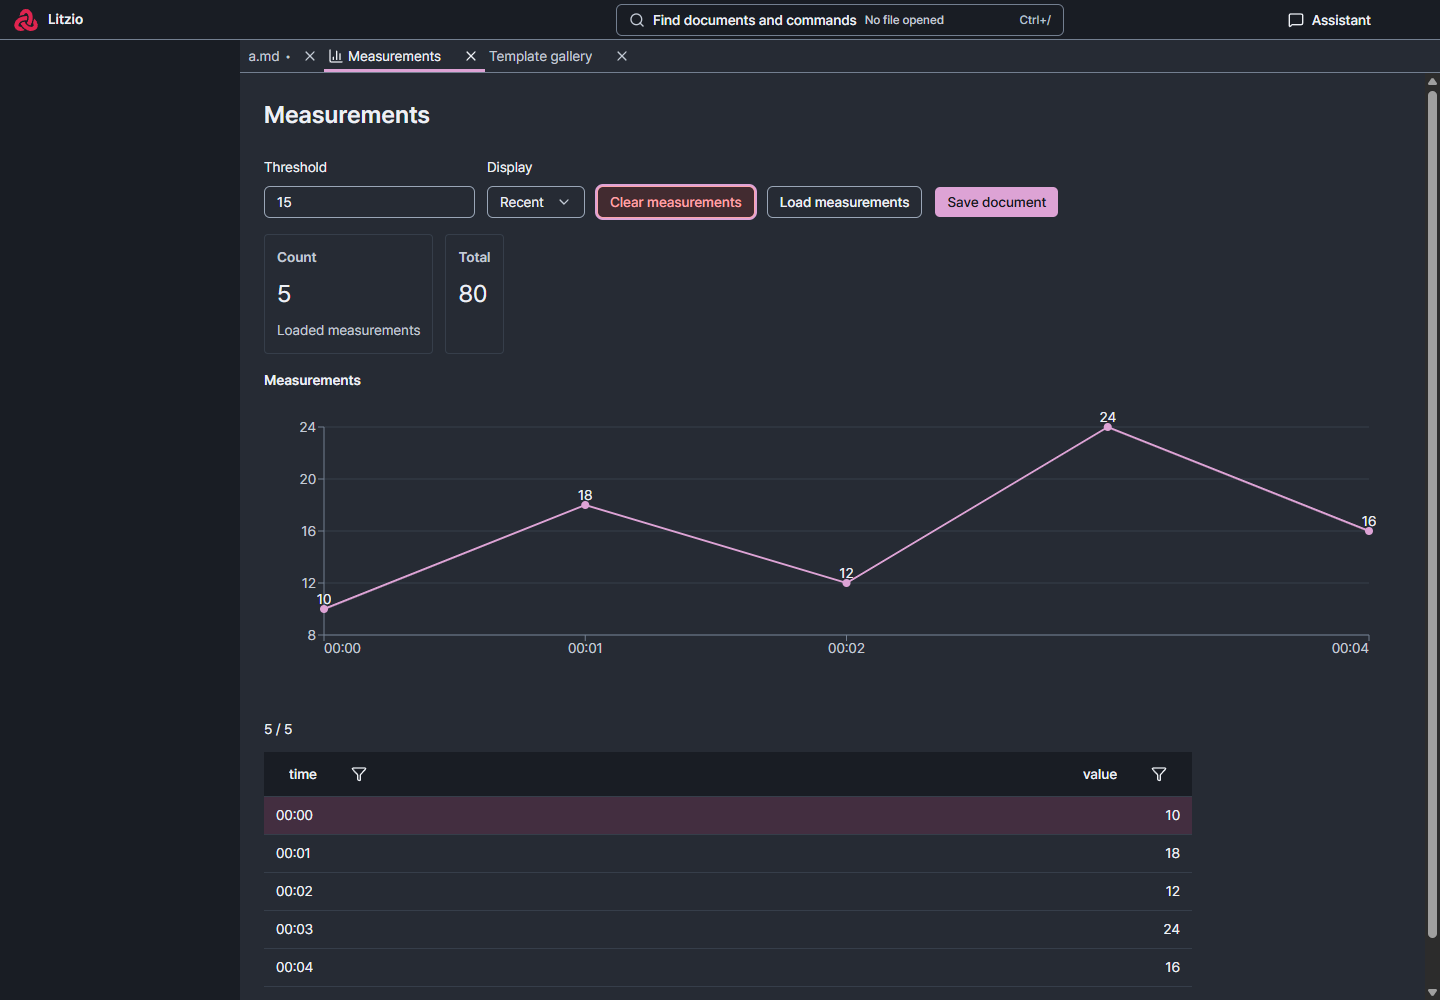 Litzio
Find documents and commands No file opened Ctrl+/
Assistant
a.md •
Measurements
Template gallery
Measurements
Threshold
Display
15
Recent
Clear measurements
Load measurements
Save document
Count
5
Loaded measurements
Total
80
Measurements
24
20
16
12
8
10
18
12
24
16
00:00
00:01
00:02
00:04
5 / 5
time value
00:00 10
00:01 18
00:02 12
00:03 24
00:04 16